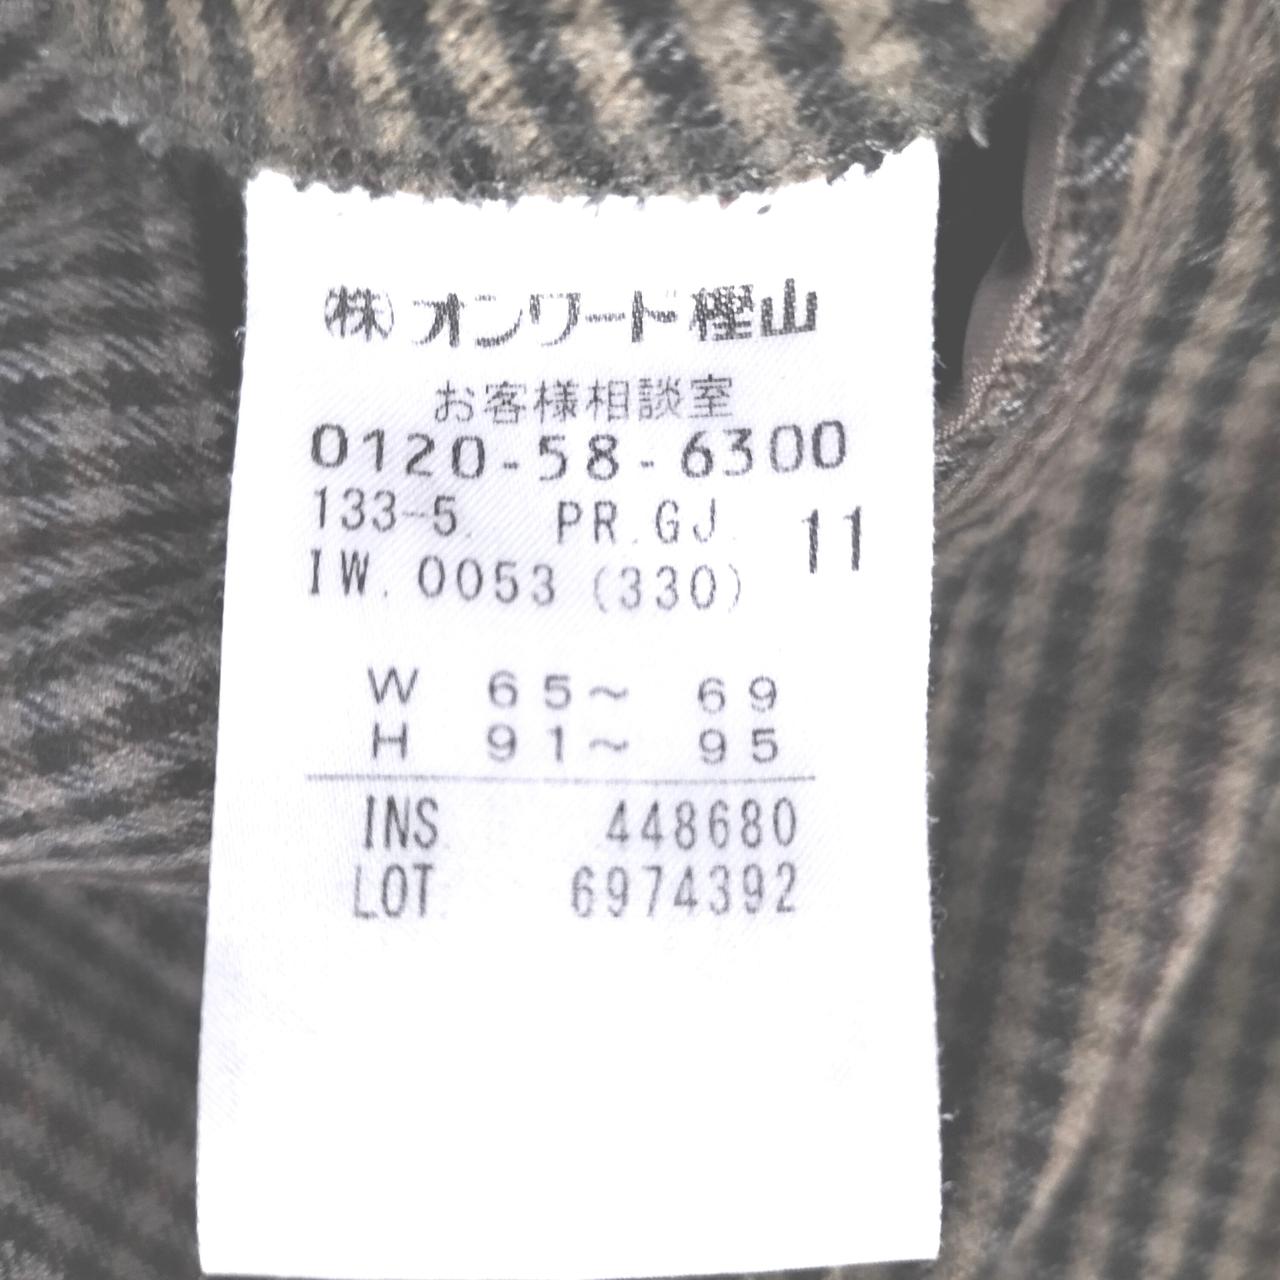 ㈱オンワード樫山
お客様相談室
0120-58-6300
133-5. PR.GJ. 11
IW. 0053 (330)
W 65～ 69
H 91～ 95
INS 448680
LOT 6974392